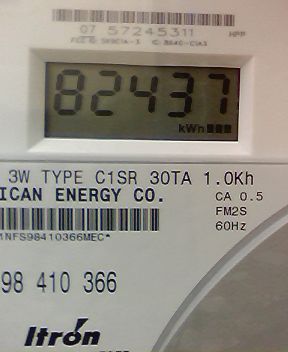 07 57245311
82437
kWh
3W TYPE C1SR 30TA 1.0Kh
ICAN ENERGY CO.
CA 0.5
FM2S
60Hz
1NFS98410366MEC*
98 410 366
Itron